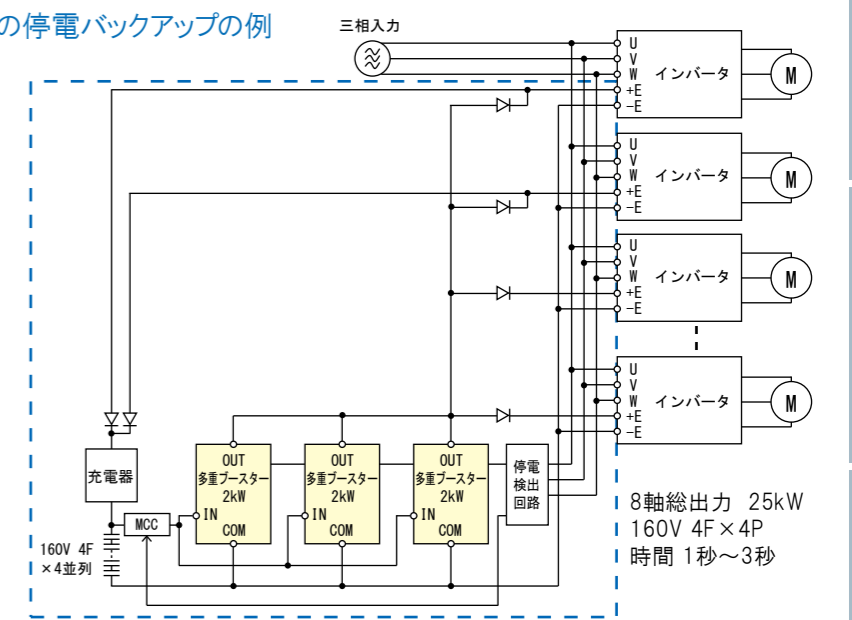 の停電バックアップの例
三相入力
U
V
W
+E
-E
インバータ
M
U
V
W
+E
-E
インバータ
M
U
V
W
+E
-E
インバータ
M
U
V
W
+E
-E
インバータ
M
充電器
MCC
160V 4F
×4並列
OUT
多重ブースター
2kW
IN
COM
OUT
多重ブースター
2kW
IN
COM
OUT
多重ブースター
2kW
IN
COM
停電
検出
回路
8軸総出力 25kW
160V 4F×4P
時間 1秒～3秒